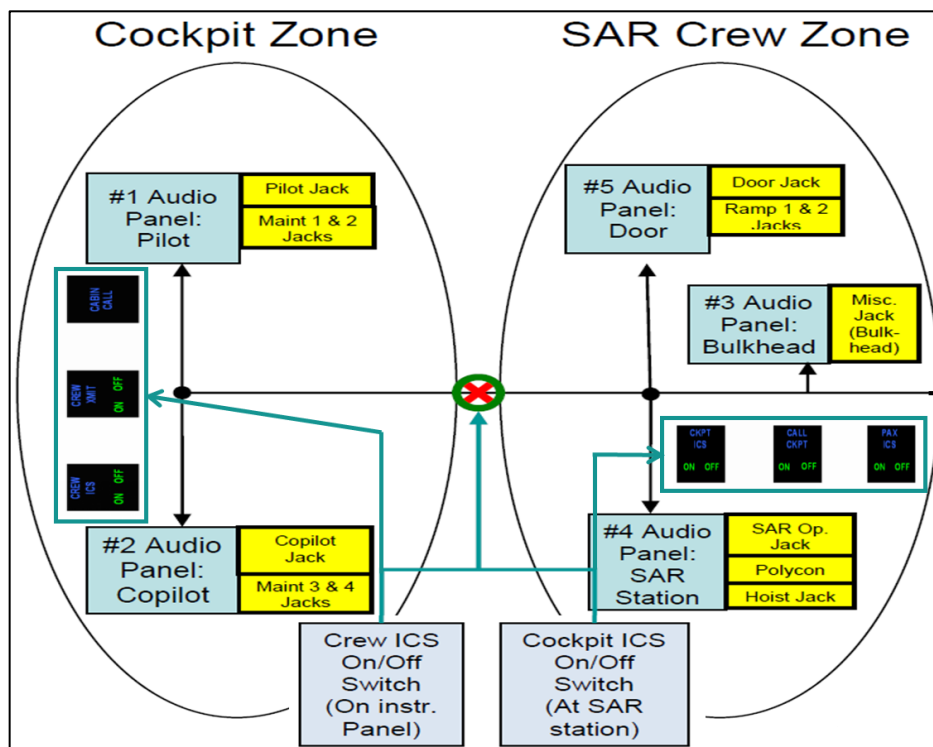 Cockpit Zone
SAR Crew Zone
#1 Audio
Panel:
Pilot
Pilot Jack
Maint 1 & 2
Jacks
#5 Audio
Panel:
Door
Door Jack
Ramp 1 & 2
Jacks
CABIN
CALL
CREW
XMIT
ON OFF
CREW
ICS
ON OFF
#3 Audio
Panel:
Bulkhead
Misc.
Jack
(Bulk-
head)
CKPT
ICS
ON OFF
CALL
CKPT
ON OFF
PAX
ICS
ON OFF
#2 Audio
Panel:
Copilot
Copilot
Jack
Maint 3 & 4
Jacks
#4 Audio
Panel:
SAR
Station
SAR Op.
Jack
Polycon
Hoist Jack
Crew ICS
On/Off
Switch
(On instr.
Panel)
Cockpit ICS
On/Off
Switch
(At SAR
station)